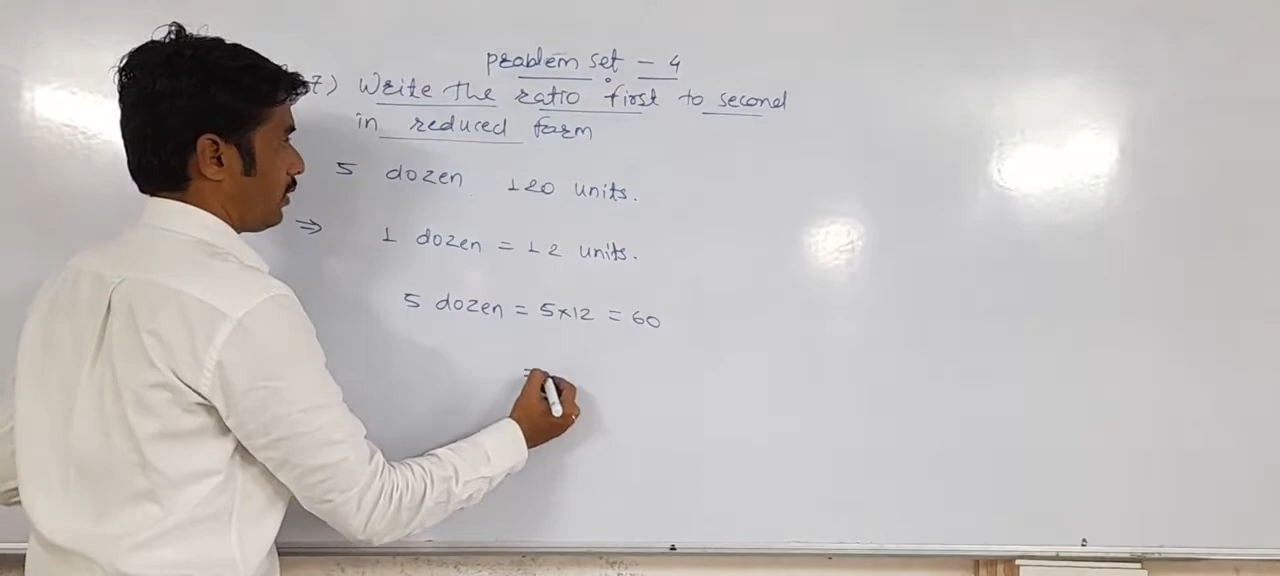 problem set - 4
7) Write the ratio first to second
in reduced form
5 dozen 120 units.
⇒ 1 dozen = 12 units.
5 dozen = 5×12 = 60
=